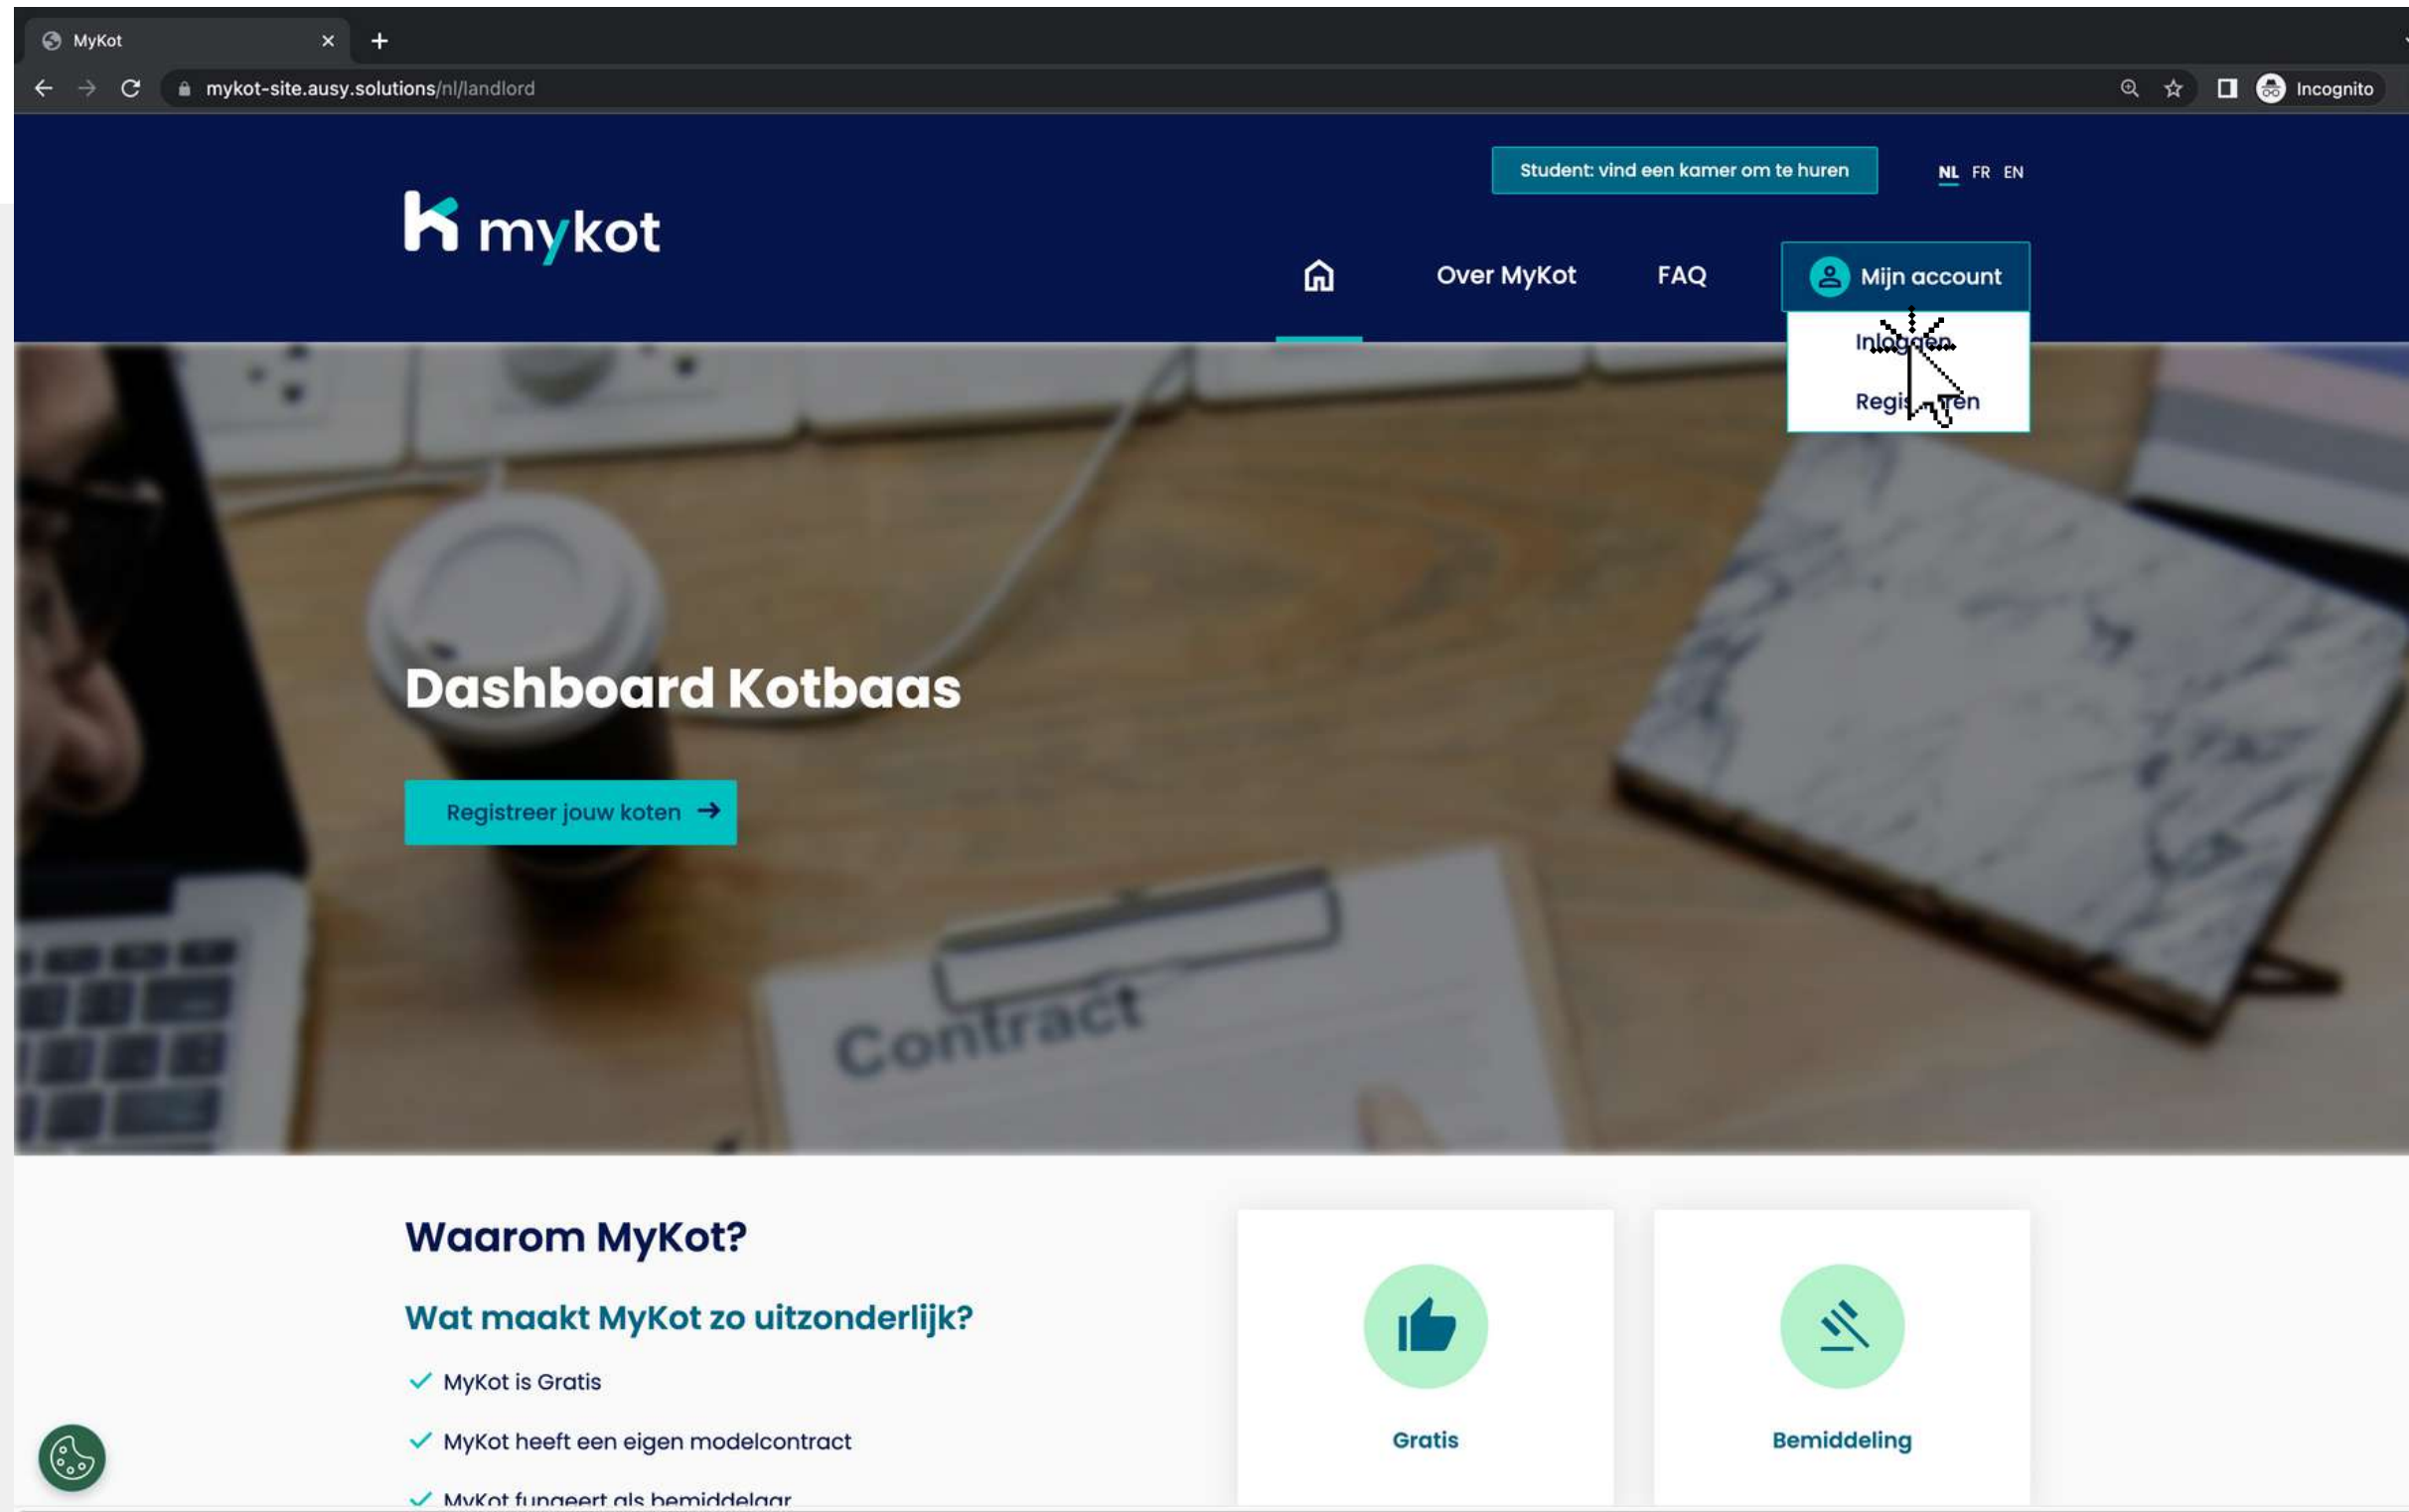 MyKot
mykot-site.ausy.solutions/nl/landlord
Incognito
Student: vind een kamer om te huren
NL FR EN
mykot
Over MyKot
FAQ
Mijn account
Inloggen
Dashboard Kotbaas
Registreer jouw koten
Contract
Waarom MyKot?
Wat maakt MyKot zo uitzonderlijk?
MyKot is Gratis
MyKot heeft een eigen modelcontract
MyKot fungeert als bemiddelaar
Gratis
Bemiddeling